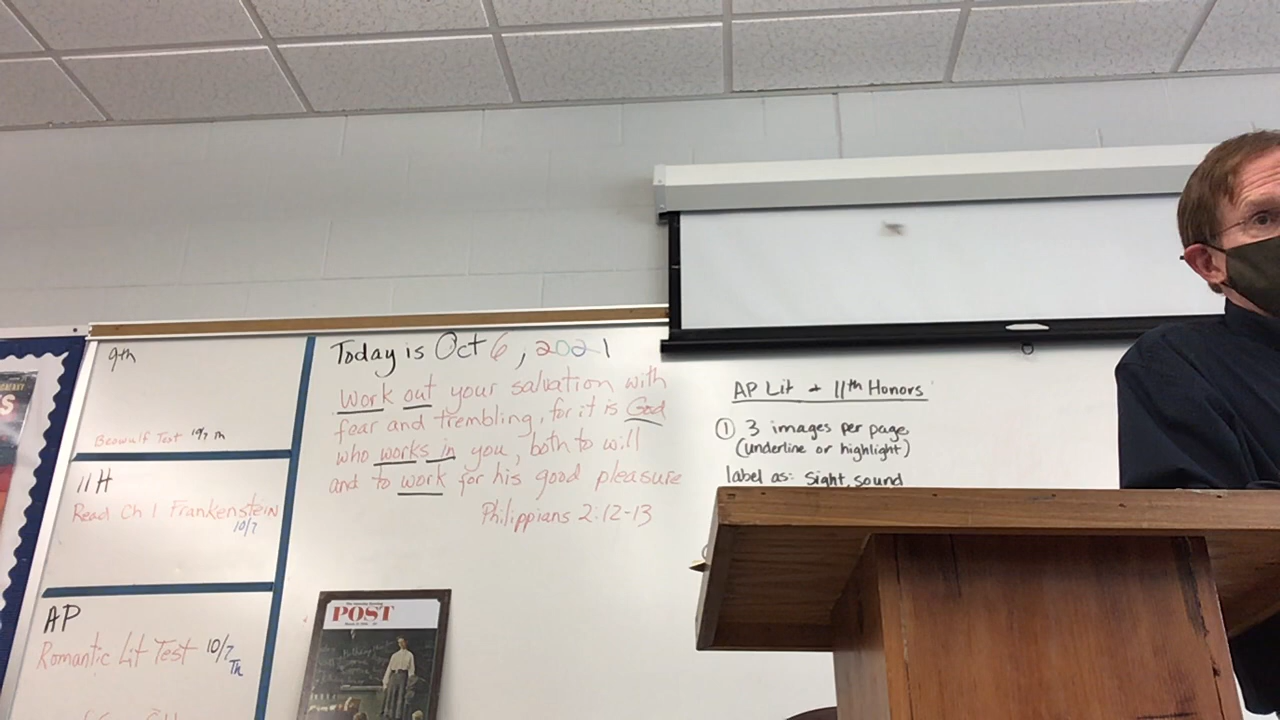 9th
Beowulf Test 10/7 Th
11 H
Read Ch 1 Frankenstein
10/7
AP
Romantic Lit Test 10/7
Th
Today is Oct 6, 2021
Work out your salvation with
fear and trembling, for it is God
who works in you, both to will
and to work for his good pleasure
Philippians 2:12-13
POST
AP Lit + 11th Honors
① 3 images per page
(underline or highlight)
label as: sight, sound